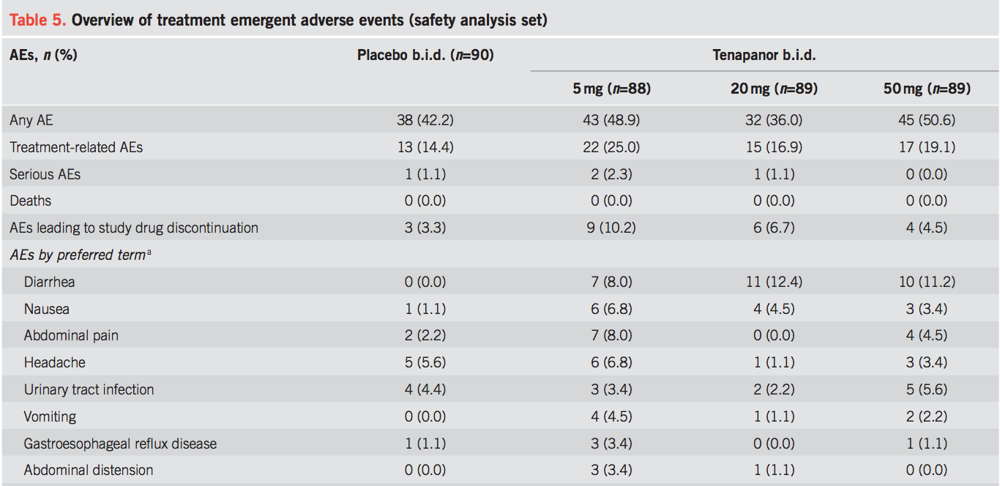 Table 5. Overview of treatment emergent adverse events (safety analysis set)
AEs, n (%) Placebo b.i.d. (n=90) Tenapanor b.i.d.
5 mg (n=88) 20 mg (n=89) 50 mg (n=89)
Any AE 38 (42.2) 43 (48.9) 32 (36.0) 45 (50.6)
Treatment-related AEs 13 (14.4) 22 (25.0) 15 (16.9) 17 (19.1)
Serious AEs 1 (1.1) 2 (2.3) 1 (1.1) 0 (0.0)
Deaths 0 (0.0) 0 (0.0) 0 (0.0) 0 (0.0)
AEs leading to study drug discontinuation 3 (3.3) 9 (10.2) 6 (6.7) 4 (4.5)
AEs by preferred term a
Diarrhea 0 (0.0) 7 (8.0) 11 (12.4) 10 (11.2)
Nausea 1 (1.1) 6 (6.8) 4 (4.5) 3 (3.4)
Abdominal pain 2 (2.2) 7 (8.0) 0 (0.0) 4 (4.5)
Headache 5 (5.6) 6 (6.8) 1 (1.1) 3 (3.4)
Urinary tract infection 4 (4.4) 3 (3.4) 2 (2.2) 5 (5.6)
Vomiting 0 (0.0) 4 (4.5) 1 (1.1) 2 (2.2)
Gastroesophageal reflux disease 1 (1.1) 3 (3.4) 0 (0.0) 1 (1.1)
Abdominal distension 0 (0.0) 3 (3.4) 1 (1.1) 0 (0.0)